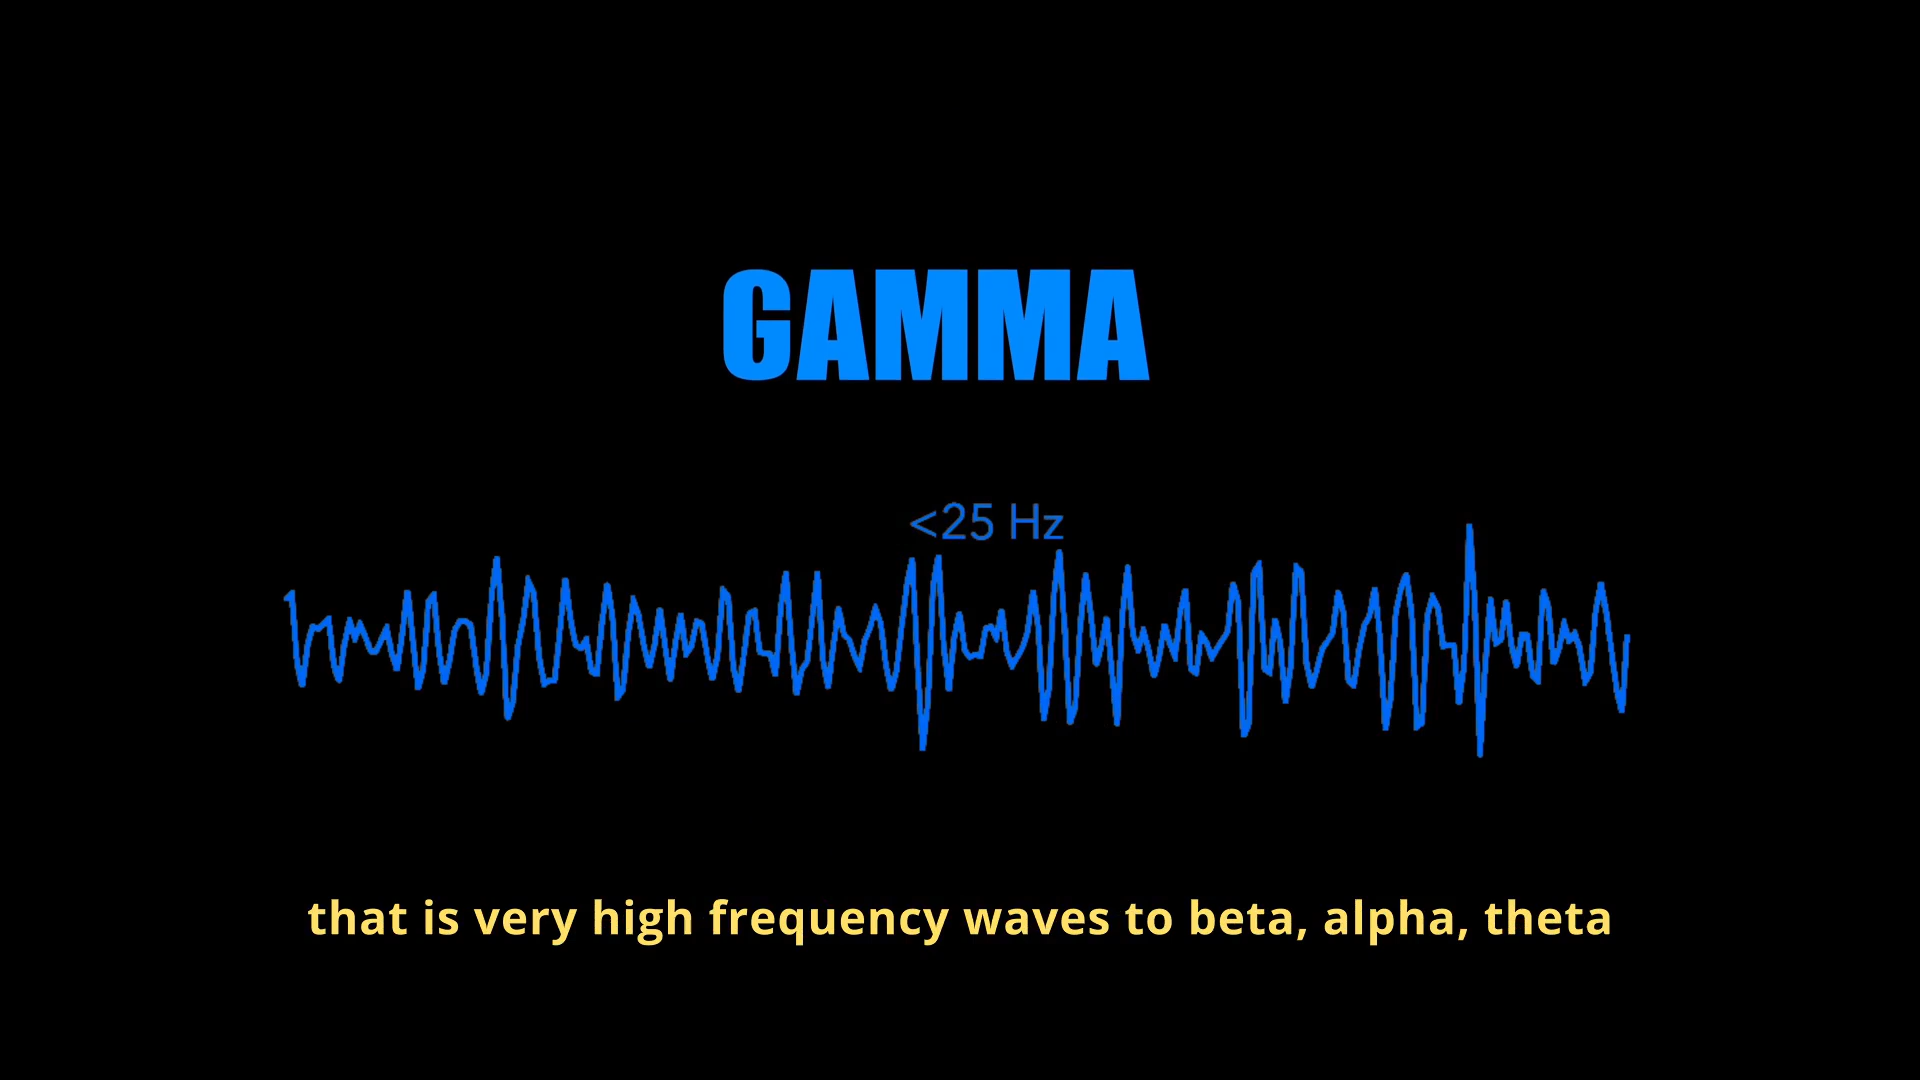 GAMMA
<25 Hz
that is very high frequency waves to beta, alpha, theta